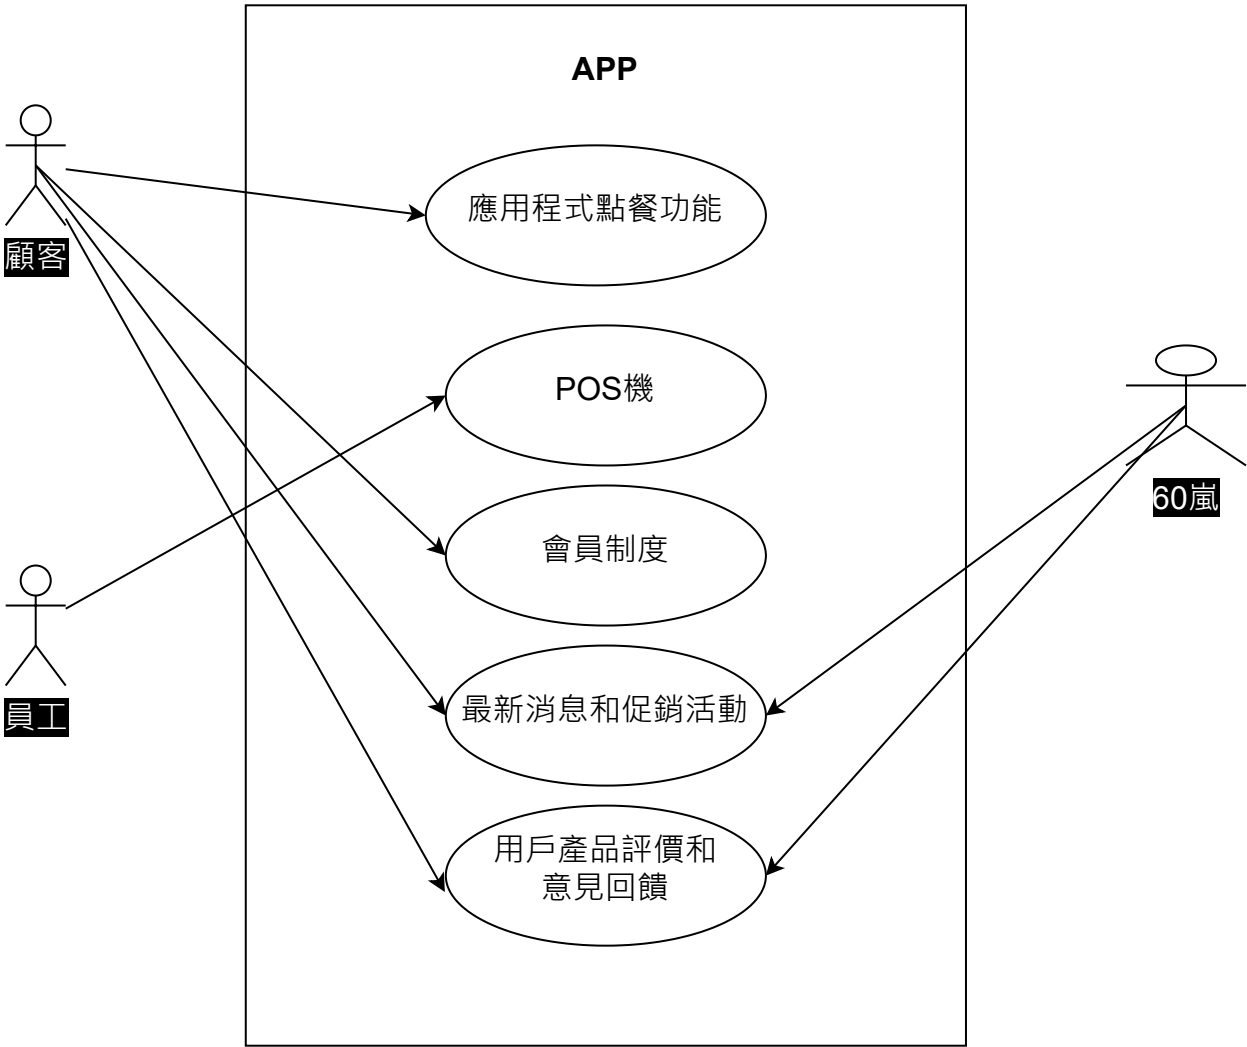 APP
顧客
應用程式點餐功能
POS機
60嵐
會員制度
員工
最新消息和促銷活動
用戶產品評價和
意見回饋